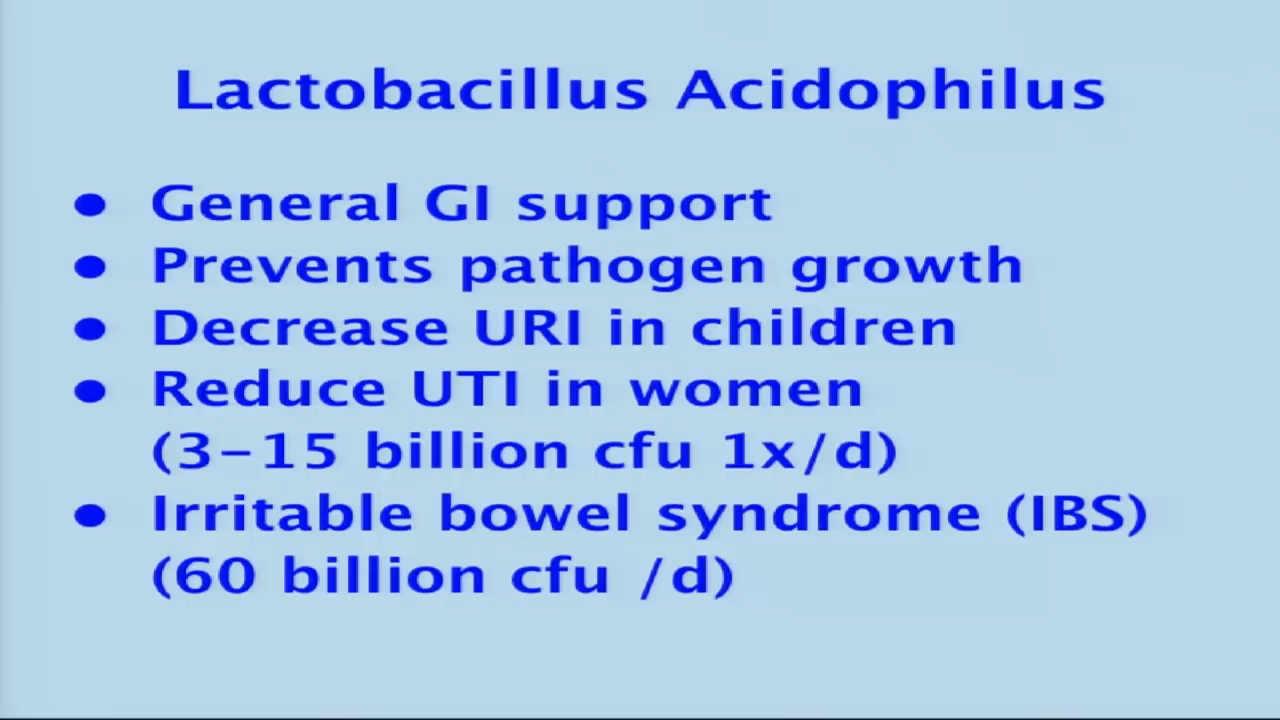 Lactobacillus Acidophilus
● General GI support
● Prevents pathogen growth
● Decrease URI in children
● Reduce UTI in women
(3-15 billion cfu 1x/d)
● Irritable bowel syndrome (IBS)
(60 billion cfu /d)